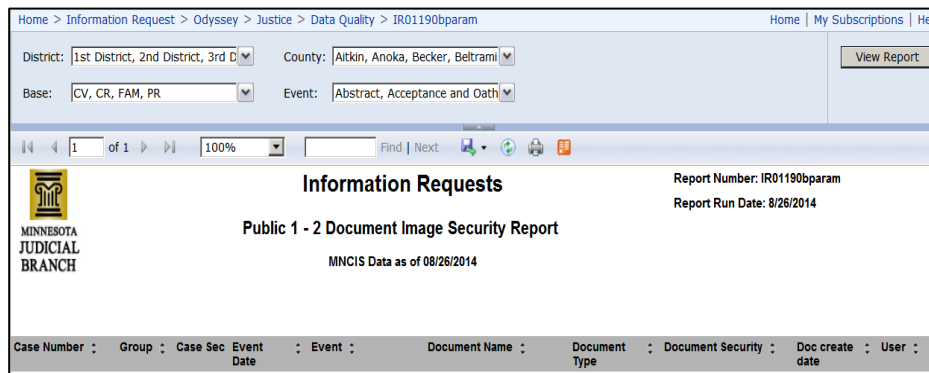 Home > Information Request > Odyssey > Justice > Data Quality > IR01190bparam Home | My Subscriptions | He
District: 1st District, 2nd District, 3rd D County: Aitkin, Anoka, Becker, Beltrami View Report
Base: CV, CR, FAM, PR Event: Abstract, Acceptance and Oath
1 of 1 100% Find | Next
Information Requests Report Number: IR01190bparam
Report Run Date: 8/26/2014
Public 1 - 2 Document Image Security Report
MINNESOTA
JUDICIAL
BRANCH
MNCIS Data as of 08/26/2014
Case Number Group Case Sec Event Date Event Document Name Document Type Document Security Doc create date User